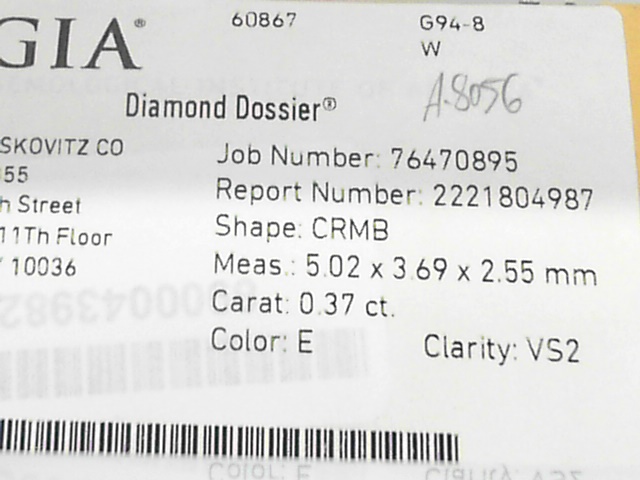 GIA®
60867
G94-8
W
A.8056
Diamond Dossier®
SKOVITZ CO
55
h Street
11Th Floor
10036
Job Number: 76470895
Report Number: 2221804987
Shape: CRMB
Meas.: 5.02 x 3.69 x 2.55 mm
Carat: 0.37 ct.
Color: E
Clarity: VS2